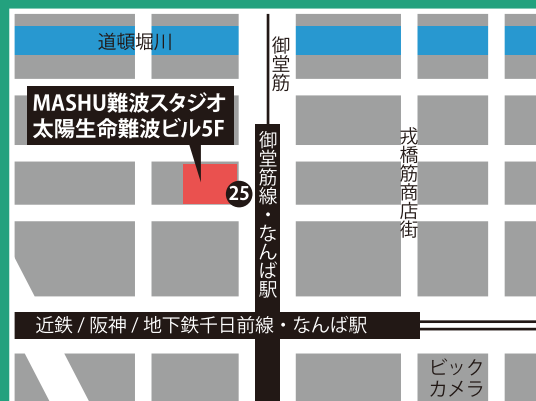 道頓堀川
御堂筋
MASHU難波スタジオ
太陽生命難波ビル5F
25
御堂筋線・なんば駅
戎橋筋商店街
近鉄 / 阪神 / 地下鉄千日前線・なんば駅
ビック
カメラ